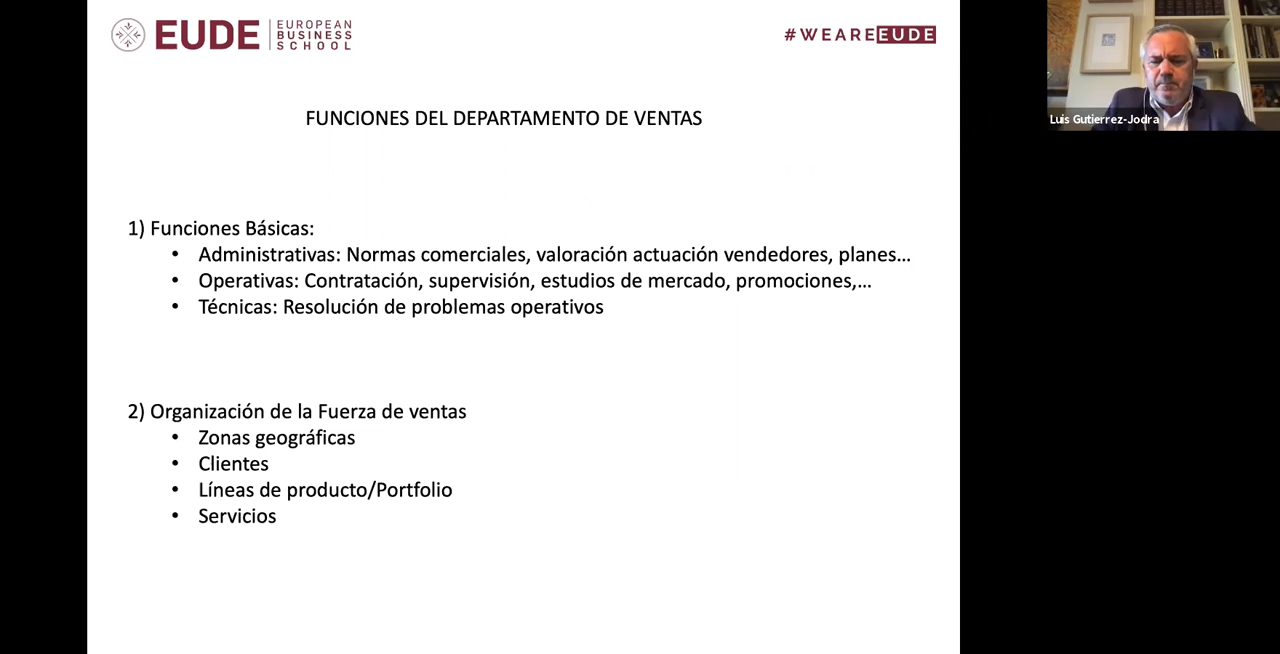 EUDE
EUROPEAN
BUSINESS
SCHOOL
#WEAREEUDE
Luis Gutierrez-Jodra
FUNCIONES DEL DEPARTAMENTO DE VENTAS
1) Funciones Básicas:
• Administrativas: Normas comerciales, valoración actuación vendedores, planes...
• Operativas: Contratación, supervisión, estudios de mercado, promociones,...
• Técnicas: Resolución de problemas operativos
2) Organización de la Fuerza de ventas
• Zonas geográficas
• Clientes
• Líneas de producto/Portfolio
• Servicios